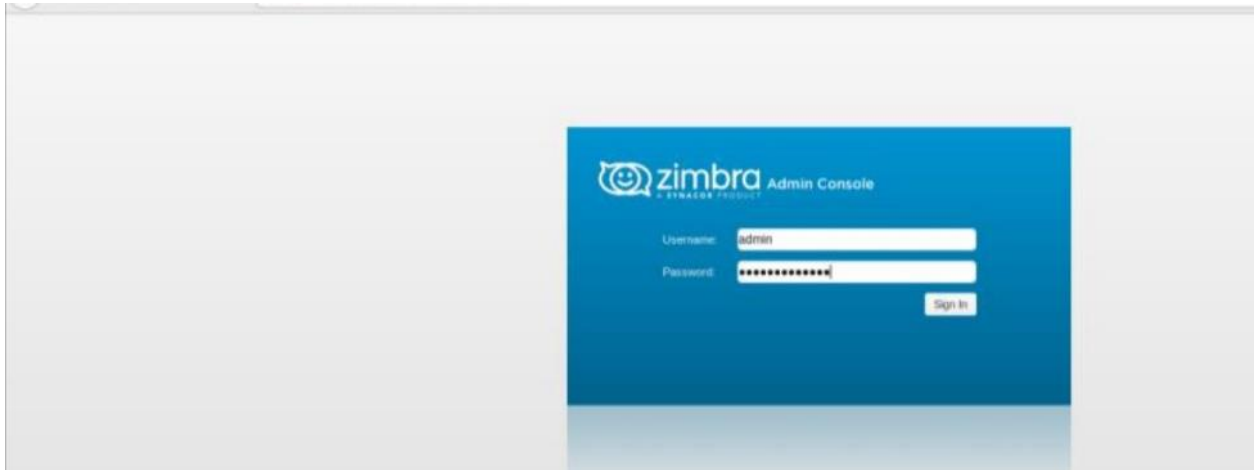 zimbra Admin Console
A SYNACOR PRODUCT
Username: admin
Password: •••••••••••••
Sign In